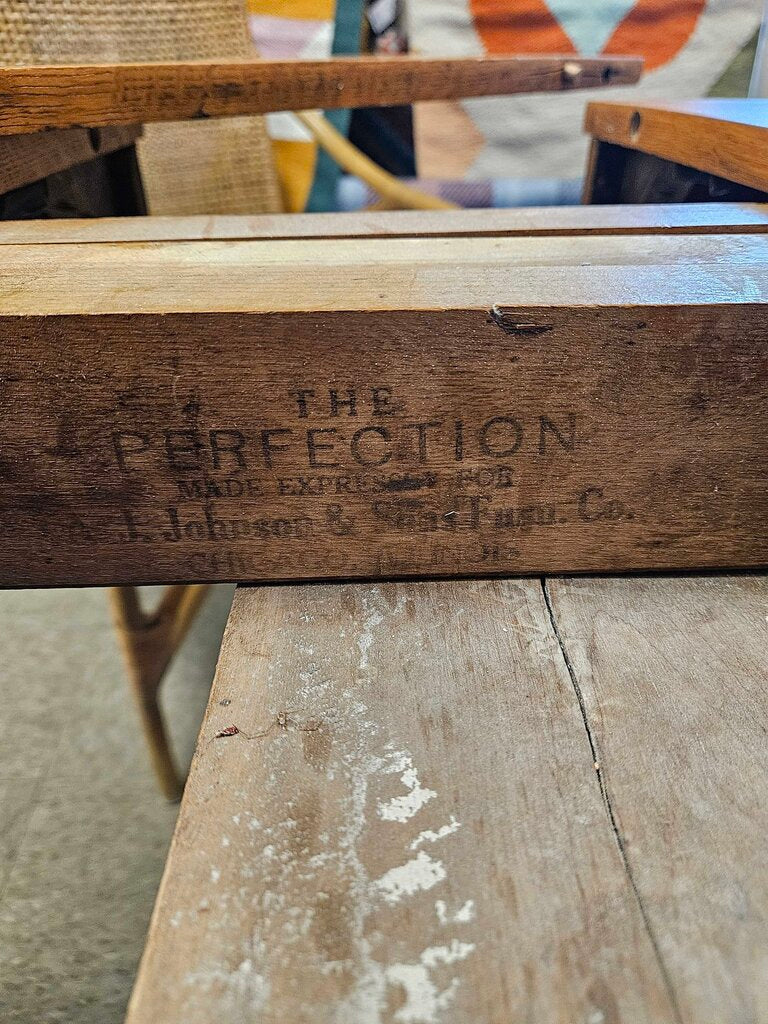 THE
PERFECTION
MADE EXPRESSLY FOR
J. Johnson & Sons Furn. Co.
CHICAGO, ILLINOIS